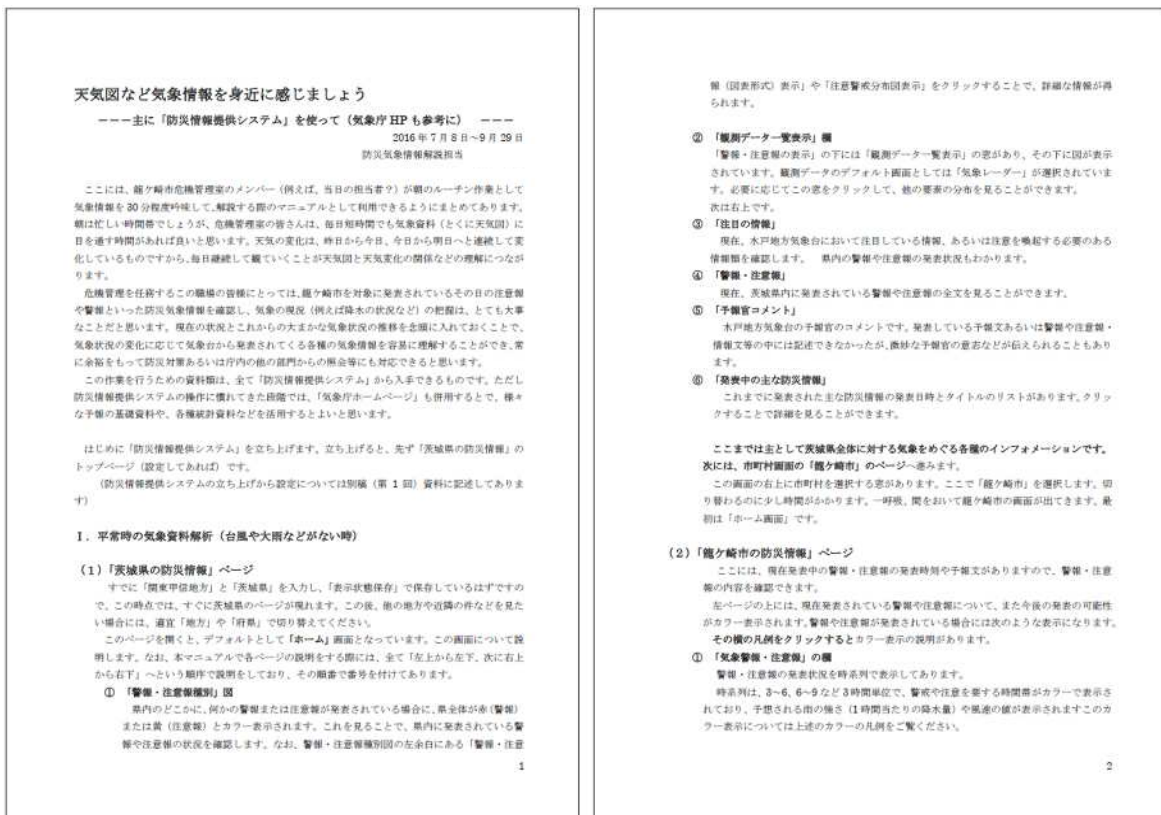 天気図など気象情報を身近に感じましょう
ーーー主に「防災情報提供システム」を使って（気象庁 HP も参考に） ーーー
2016 年 7 月 8 日～9 月 29 日
防災気象情報解説担当
ここには、龍ケ崎市危機管理室のメンバー（例えば、当日の担当者？）が朝のルーチン作業として
気象情報を 30 分程度吟味して、解説する際のマニュアルとして利用できるようにまとめてあります。
朝は忙しい時間帯でしょうが、危機管理室の皆さんは、毎日短時間でも気象資料（とくに天気図）に
目を通す時間があれば良いと思います。天気の変化は、昨日から今日、今日から明日へと連続して変
化しているものですから、毎日継続して観ていくことが天気図と天気変化の関係などの理解につなが
ります。
危機管理を任務するこの職場の皆様にとっては、龍ケ崎市を対象に発表されているその日の注意報
や警報といった防災気象情報を確認し、気象の現況（例えば降水の状況など）の把握は、とても大事
なことだと思います。現在の状況とこれからの大まかな気象状況の推移を念頭に入れておくことで、
気象状況の変化に応じて気象台から発表されてくる各種の気象情報を容易に理解することができ、常
に余裕をもって防災対策あるいは庁内の他の部門からの照会等にも対応できると思います。
この作業を行うための資料類は、全て「防災情報提供システム」から入手できるものです。ただし
防災情報提供システムの操作に慣れてきた段階では、「気象庁ホームページ」も併用するとで、様々
な予報の基礎資料や、各種統計資料などを活用するとよいと思います。
はじめに「防災情報提供システム」を立ち上げます。立ち上げると、先ず「茨城県の防災情報」の
トップページ（設定してあれば）です。
（防災情報提供システムの立ち上げから設定については別稿（第 1 回）資料に記述してありま
す）
Ｉ．平常時の気象資料解析（台風や大雨などがない時）
（１）「茨城県の防災情報」ページ
すでに「関東甲信地方」と「茨城県」を入力し、「表示状態保存」で保存しているはずですの
で、この時点では、すぐに茨城県のページが現れます。この後、他の地方や近隣の件などを見た
い場合には、適宜「地方」や「府県」で切り替えてください。
このページを開くと、デフォルトとして「ホーム」画面となっています。この画面について説
明します。なお、本マニュアルで各ページの説明をする際には、全て「左上から左下、次に右上
から右下」へという順序で説明をしており、その順番で番号を付けてあります。
① 「警報・注意報種別」図
県内のどこかに、何かの警報または注意報が発表されている場合に、県全体が赤（警報）
または黄（注意報）とカラー表示されます。これを見ることで、県内に発表されている警
報や注意報の状況を確認します。なお、警報・注意報種別図の左余白にある「警報・注意
1
報（図表形式）表示」や「注意警戒分布図表示」をクリックすることで、詳細な情報が得
られます。
② 「観測データ一覧表示」欄
「警報・注意報の表示」の下には「観測データ一覧表示」の窓があり、その下に図が表示
されています。観測データのデフォルト画面としては「気象レーダー」が選択されていま
す。必要に応じてこの窓をクリックして、他の要素の分布を見ることができます。
次は右上です。
③ 「注目の情報」
現在、水戸地方気象台において注目している情報、あるいは注意を喚起する必要のある
情報類を確認します。 県内の警報や注意報の発表状況もわかります。
④ 「警報・注意報」
現在、茨城県内に発表されている警報や注意報の全文を見ることができます。
⑤ 「予報官コメント」
水戸地方気象台の予報官のコメントです。発表している予報文あるいは警報や注意報・
情報文等の中には記述できなかったが、微妙な予報官の意志などが伝えられることもあり
ます。
⑥ 「発表中の主な防災情報」
これまでに発表された主な防災情報の発表日時とタイトルのリストがあります。クリッ
クすることで詳細を見ることができます。
ここまでは主として茨城県全体に対する気象をめぐる各種のインフォメーションです。
次には、市町村画面の「龍ケ崎市」のページへ進みます。
この画面の右上に市町村を選択する窓があります。ここで「龍ケ崎市」を選択します。切
り替わるのに少し時間がかかります。一呼吸、間をおいて龍ケ崎市の画面が出てきます。最
初は「ホーム画面」です。
（２）「龍ケ崎市の防災情報」ページ
ここには、現在発表中の警報・注意報の発表時刻や予報文がありますので、警報・注意
報の内容を確認できます。
左ページの上には、現在発表されている警報や注意報について、また今後の発表の可能性
がカラー表示されます。警報や注意報が発表されている場合には次のような表示になります。
その横の凡例をクリックするとカラー表示の説明があります。
① 「気象警報・注意報」の欄
警報・注意報の発表状況を時系列で表示してあります。
時系列は、3～6、6～9 など 3 時間単位で、警戒や注意を要する時間帯がカラーで表示さ
れており、予想される雨の強さ（1 時間当たりの降水量）や風速の値が表示されますこのカ
ラー表示については上述のカラーの凡例をご覧ください。
2